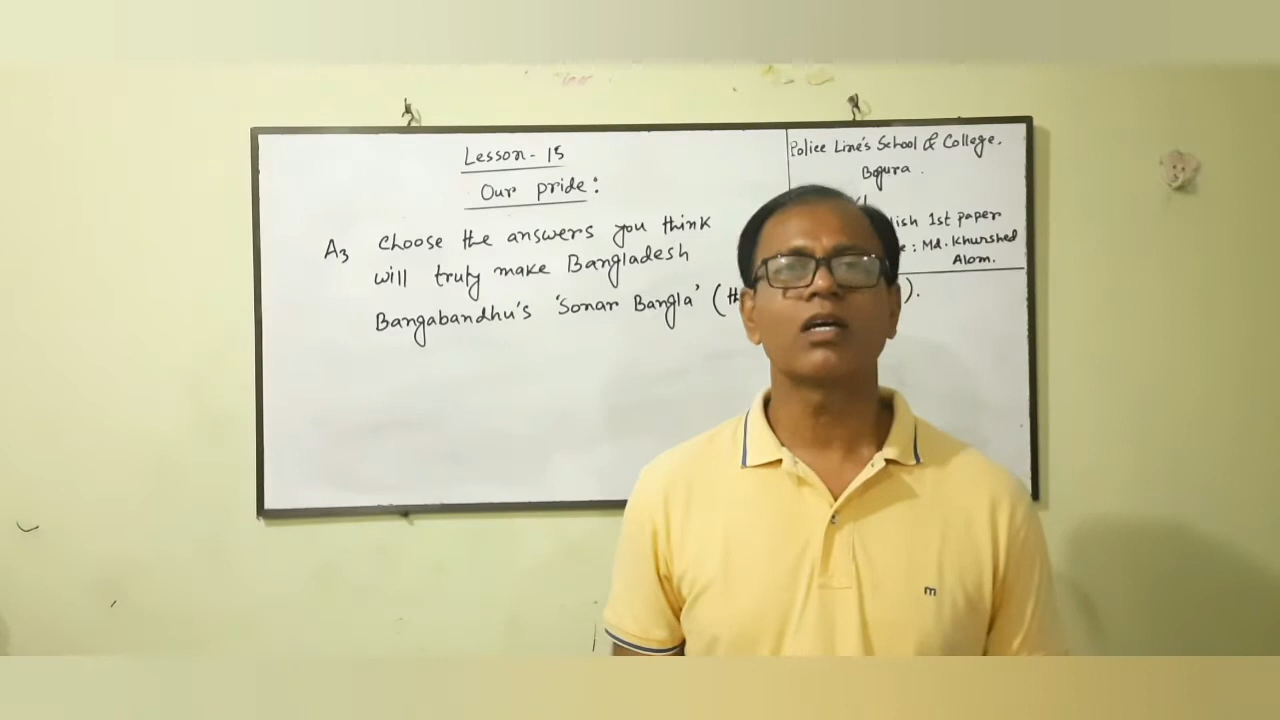 Lesson - 15
Our pride:
A3 Choose the answers you think
will truly make Bangladesh
Bangabandhu's 'Sonar Bangla' (
).
Police Line's School & College.
Bogura.
1st paper
: Md. Khurshed
Alom.
m